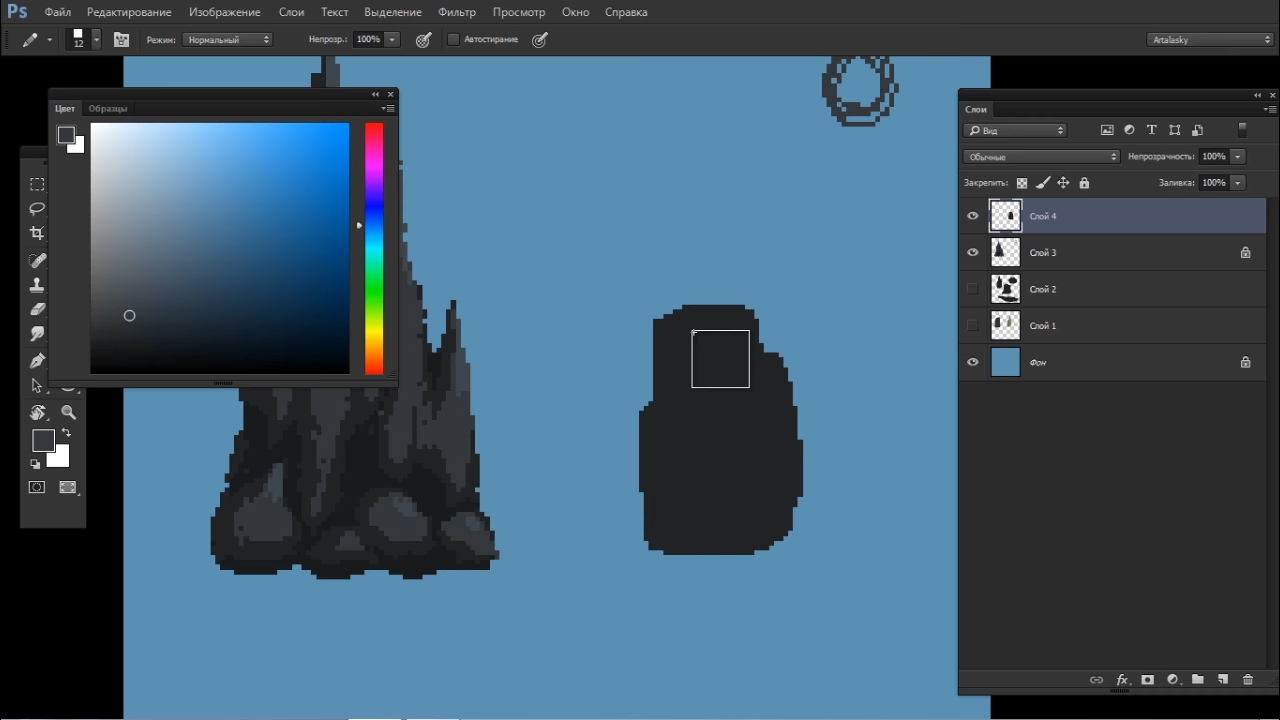 Ps Файл Редактирование Изображение Слои Текст Выделение Фильтр Просмотр Окно Справка
12 Режим: Нормальный Непрозр.: 100% Автостирание Artalasky
Цвет Образцы
Слои
Вид
Обычные Непрозрачность: 100%
Закрепить: Заливка: 100%
Слой 4
Слой 3
Слой 2
Слой 1
Фон